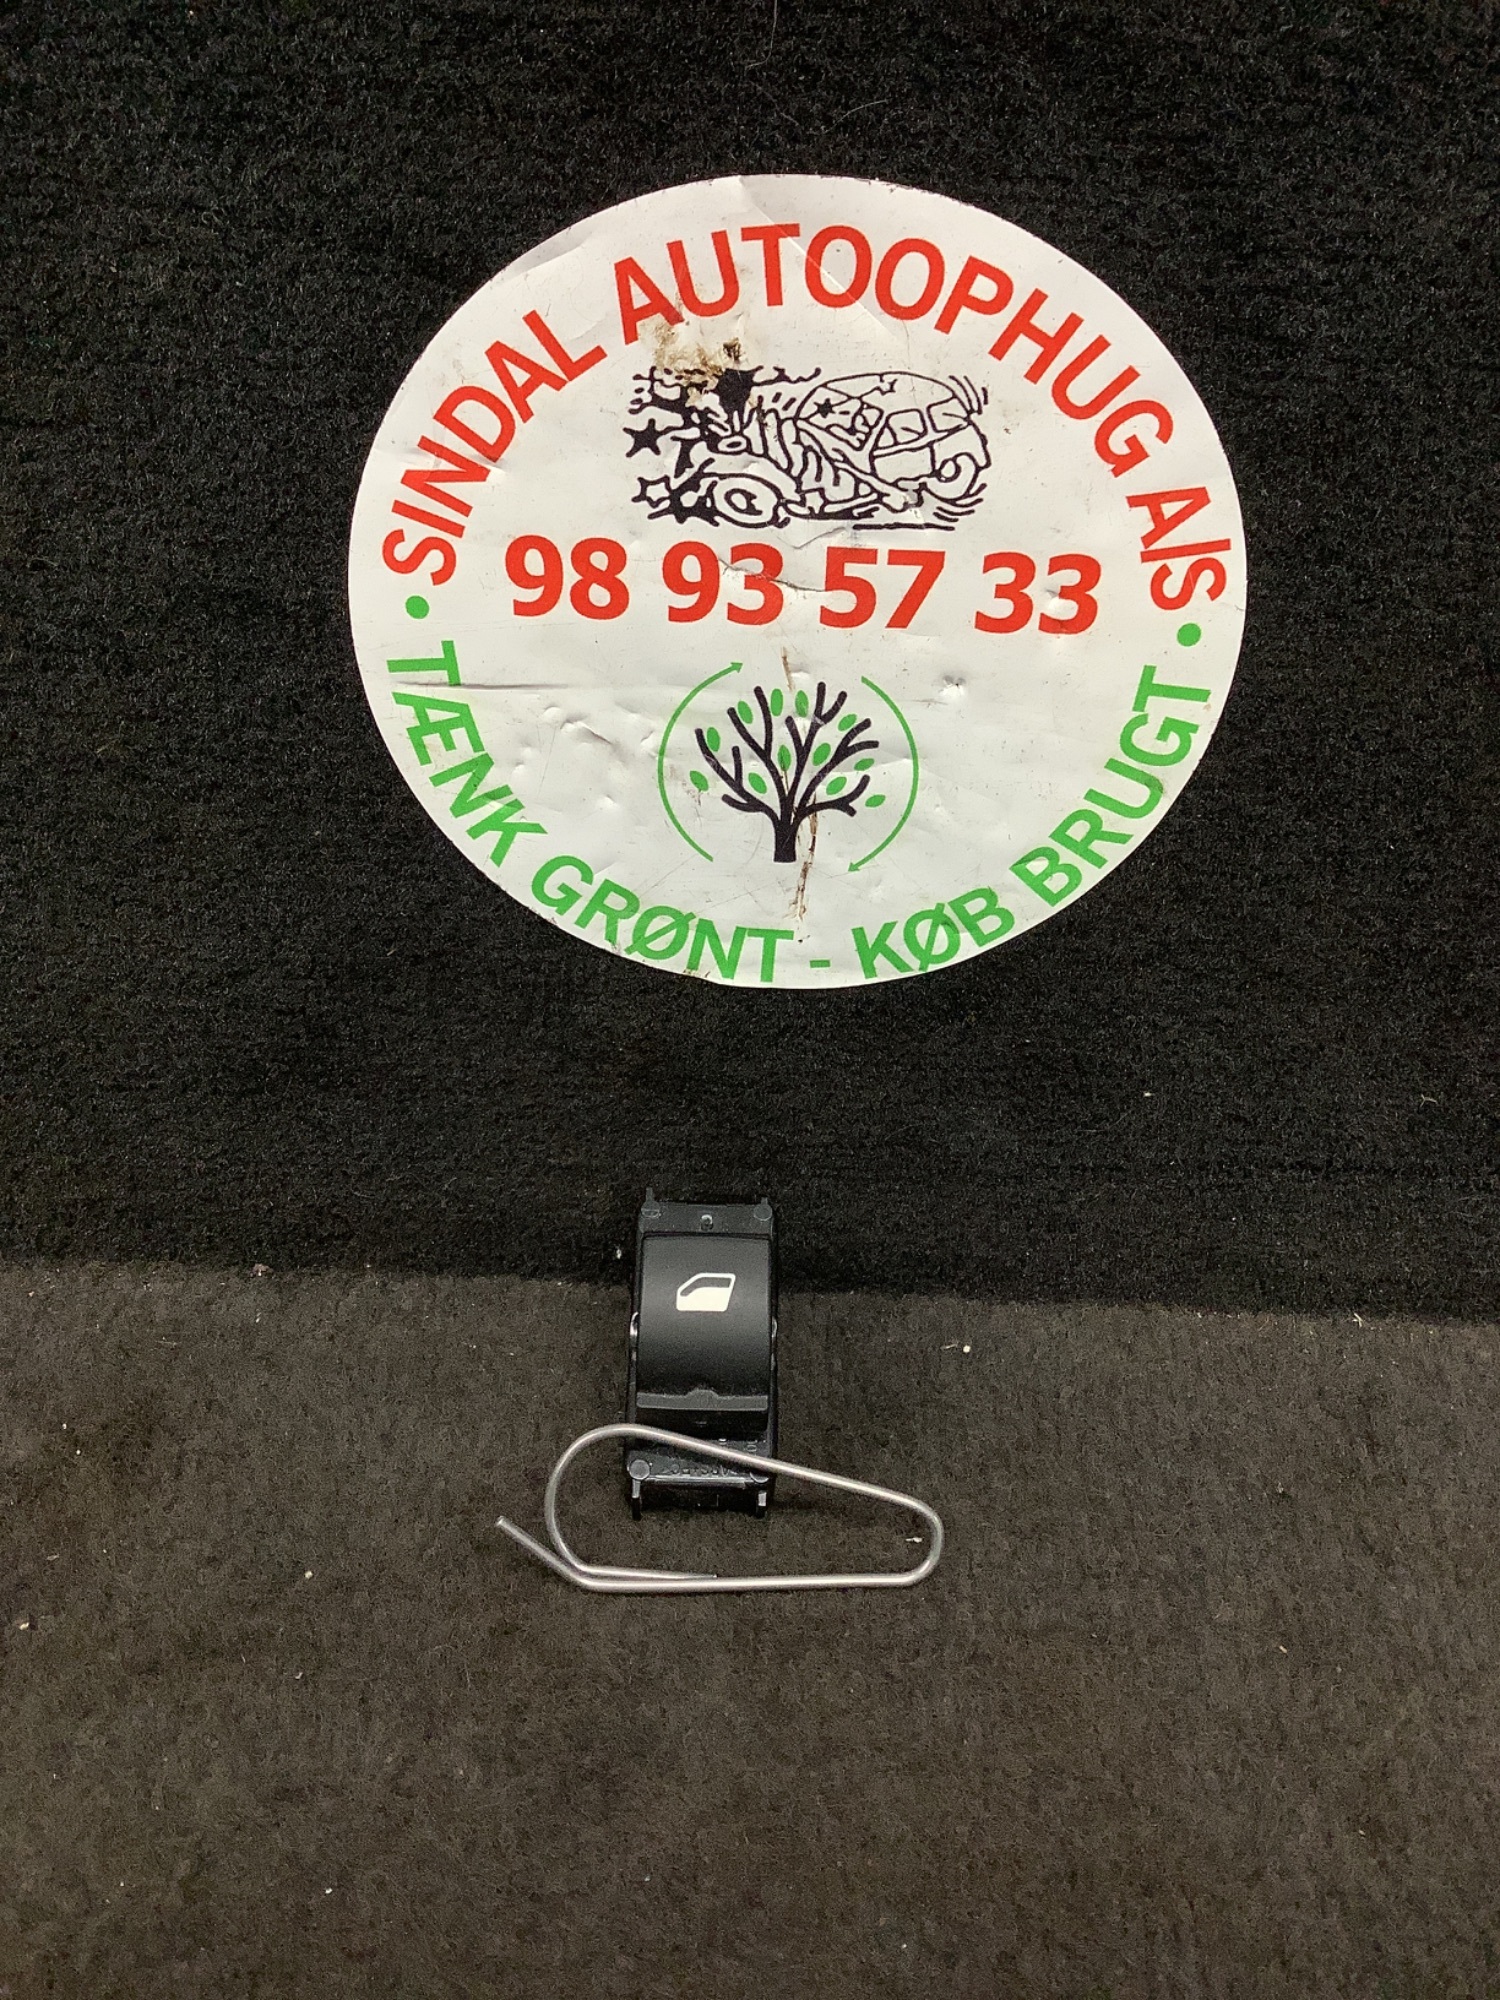 • SINDAL AUTOOPHUG A/S •
98 93 57 33
TÆNK GRØNT - KØB BRUGT